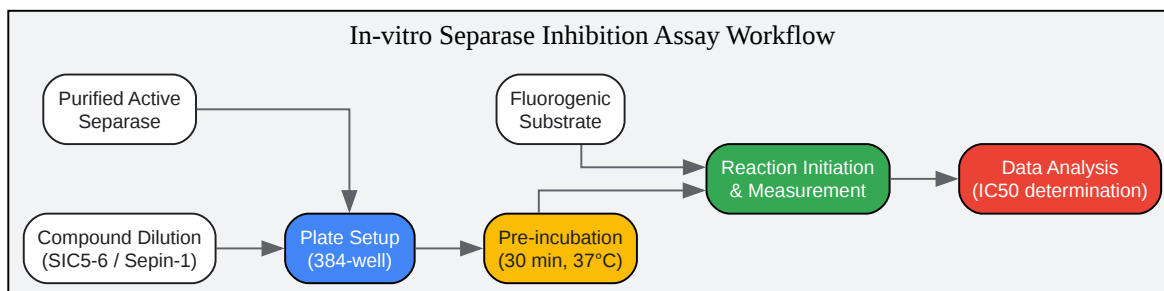 In-vitro Separase Inhibition Assay Workflow
Purified Active
Separase
Fluorogenic
Substrate
Reaction Initiation
& Measurement
Data Analysis
(IC50 determination)
Compound Dilution
(SIC5-6 / Sepin-1)
Plate Setup
(384-well)
Pre-incubation
(30 min, 37°C)